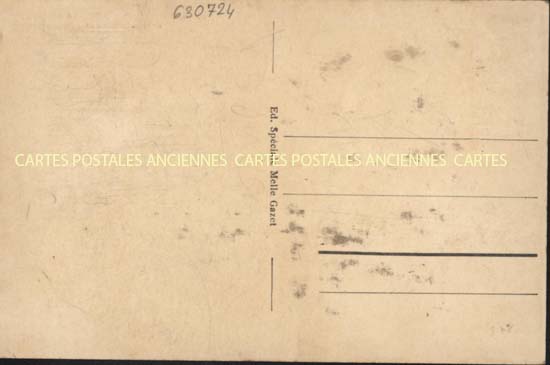 630724
Ed. Spéciale Melle Gazet
CARTES POSTALES ANCIENNES CARTES POSTALES ANCIENNES CARTES